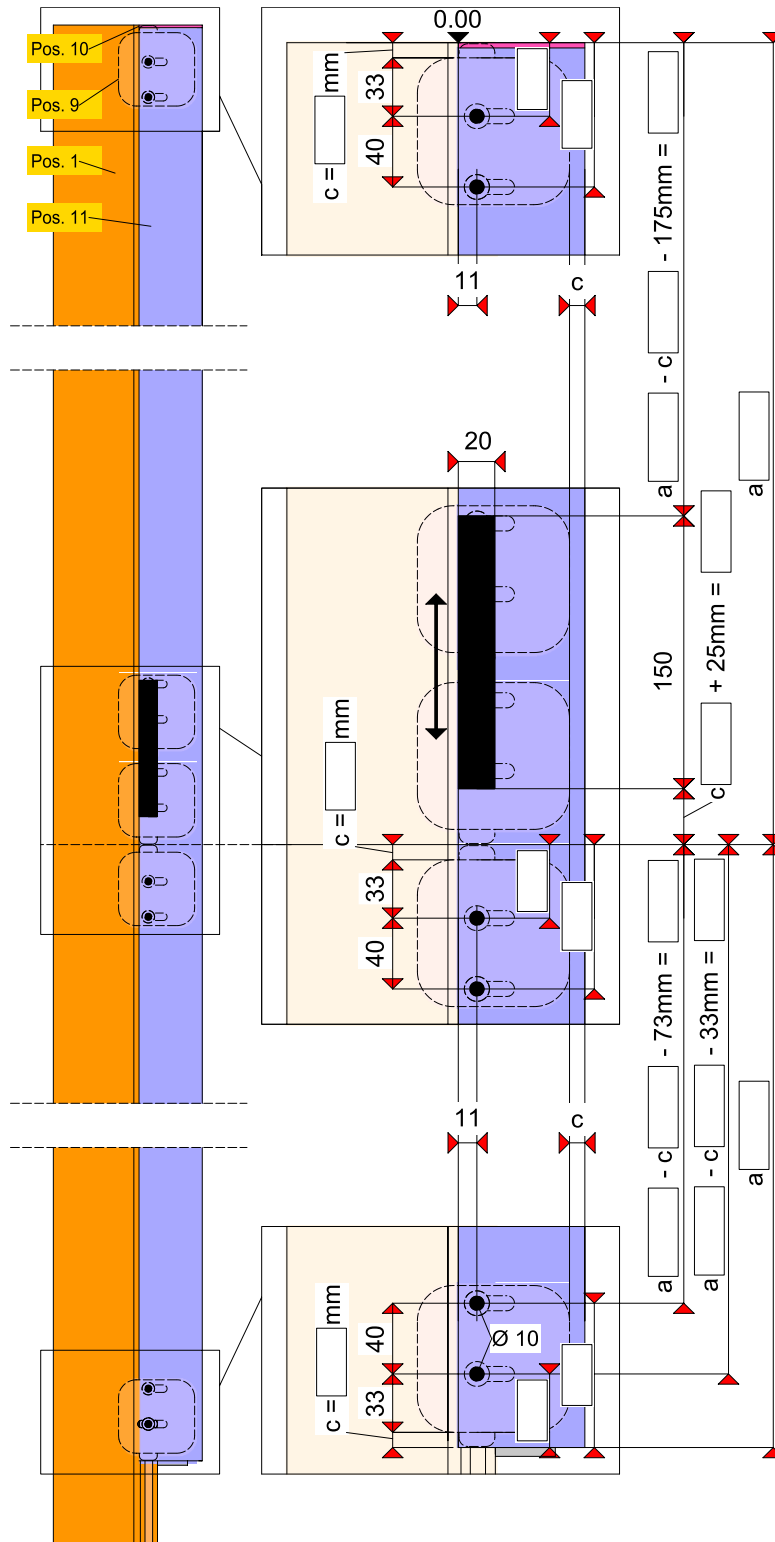 Pos. 10
Pos. 9
Pos. 1
Pos. 11
0.00
c = mm
33
40
11
c
a - c - 175mm =
a
20
150
c + 25mm =
c = mm
33
40
a - c - 73mm =
a - c - 33mm =
a
11
c
c = mm
40
33
Ø 10